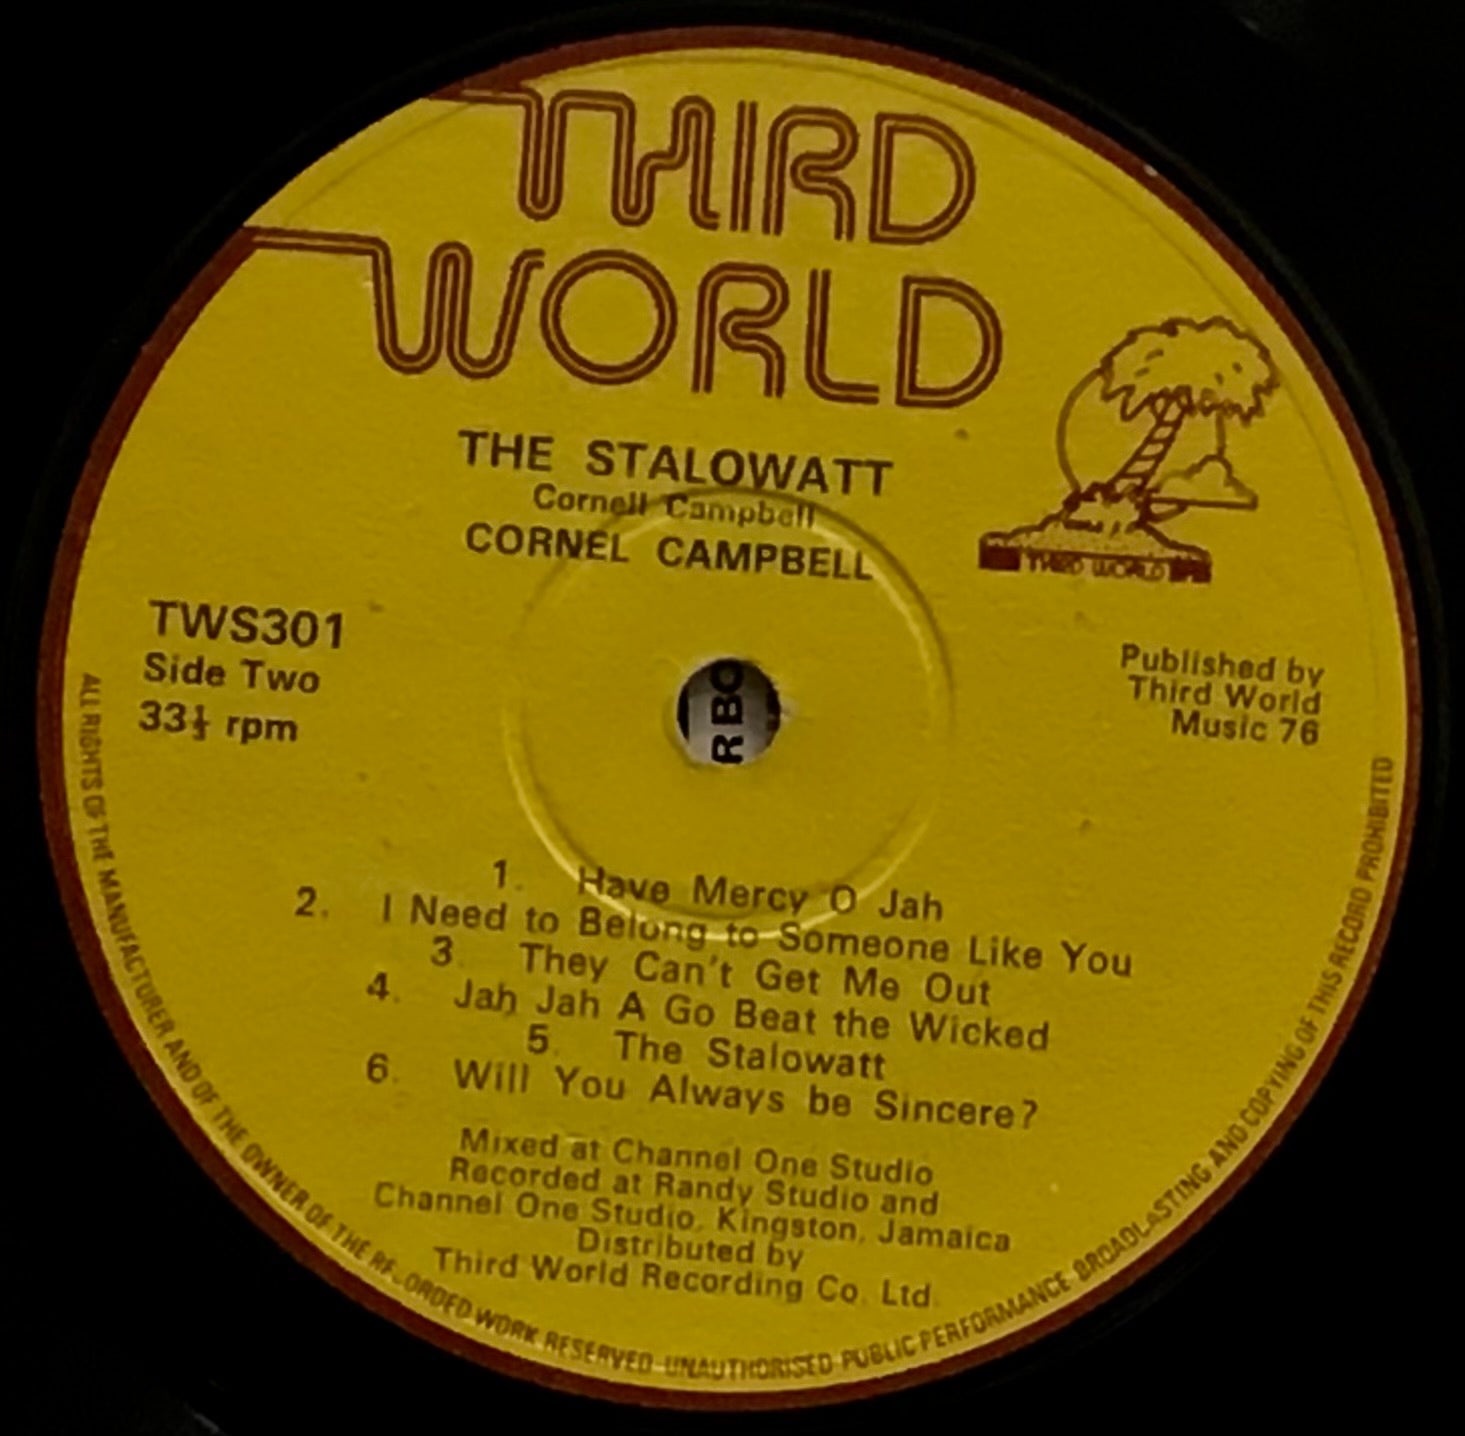 THIRD
WORLD
THE STALOWATT
Cornell Campbell
CORNEL CAMPBELL
THIRD WORLD
TWS301
Side Two
33⅓ rpm
Published by
Third World
Music 76
R BO
1. Have Mercy O Jah
2. I Need to Belong to Someone Like You
3. They Can't Get Me Out
4. Jah Jah A Go Beat the Wicked
5. The Stalowatt
6. Will You Always be Sincere?
Mixed at Channel One Studio
Recorded at Randy Studio and
Channel One Studio, Kingston, Jamaica
Distributed by
Third World Recording Co. Ltd.
ALL RIGHTS OF THE MANUFACTURER AND OF THE OWNER OF THE RECORDED WORK RESERVED UNAUTHORISED PUBLIC PERFORMANCE BROADCASTING AND COPYING OF THIS RECORD PROHIBITED